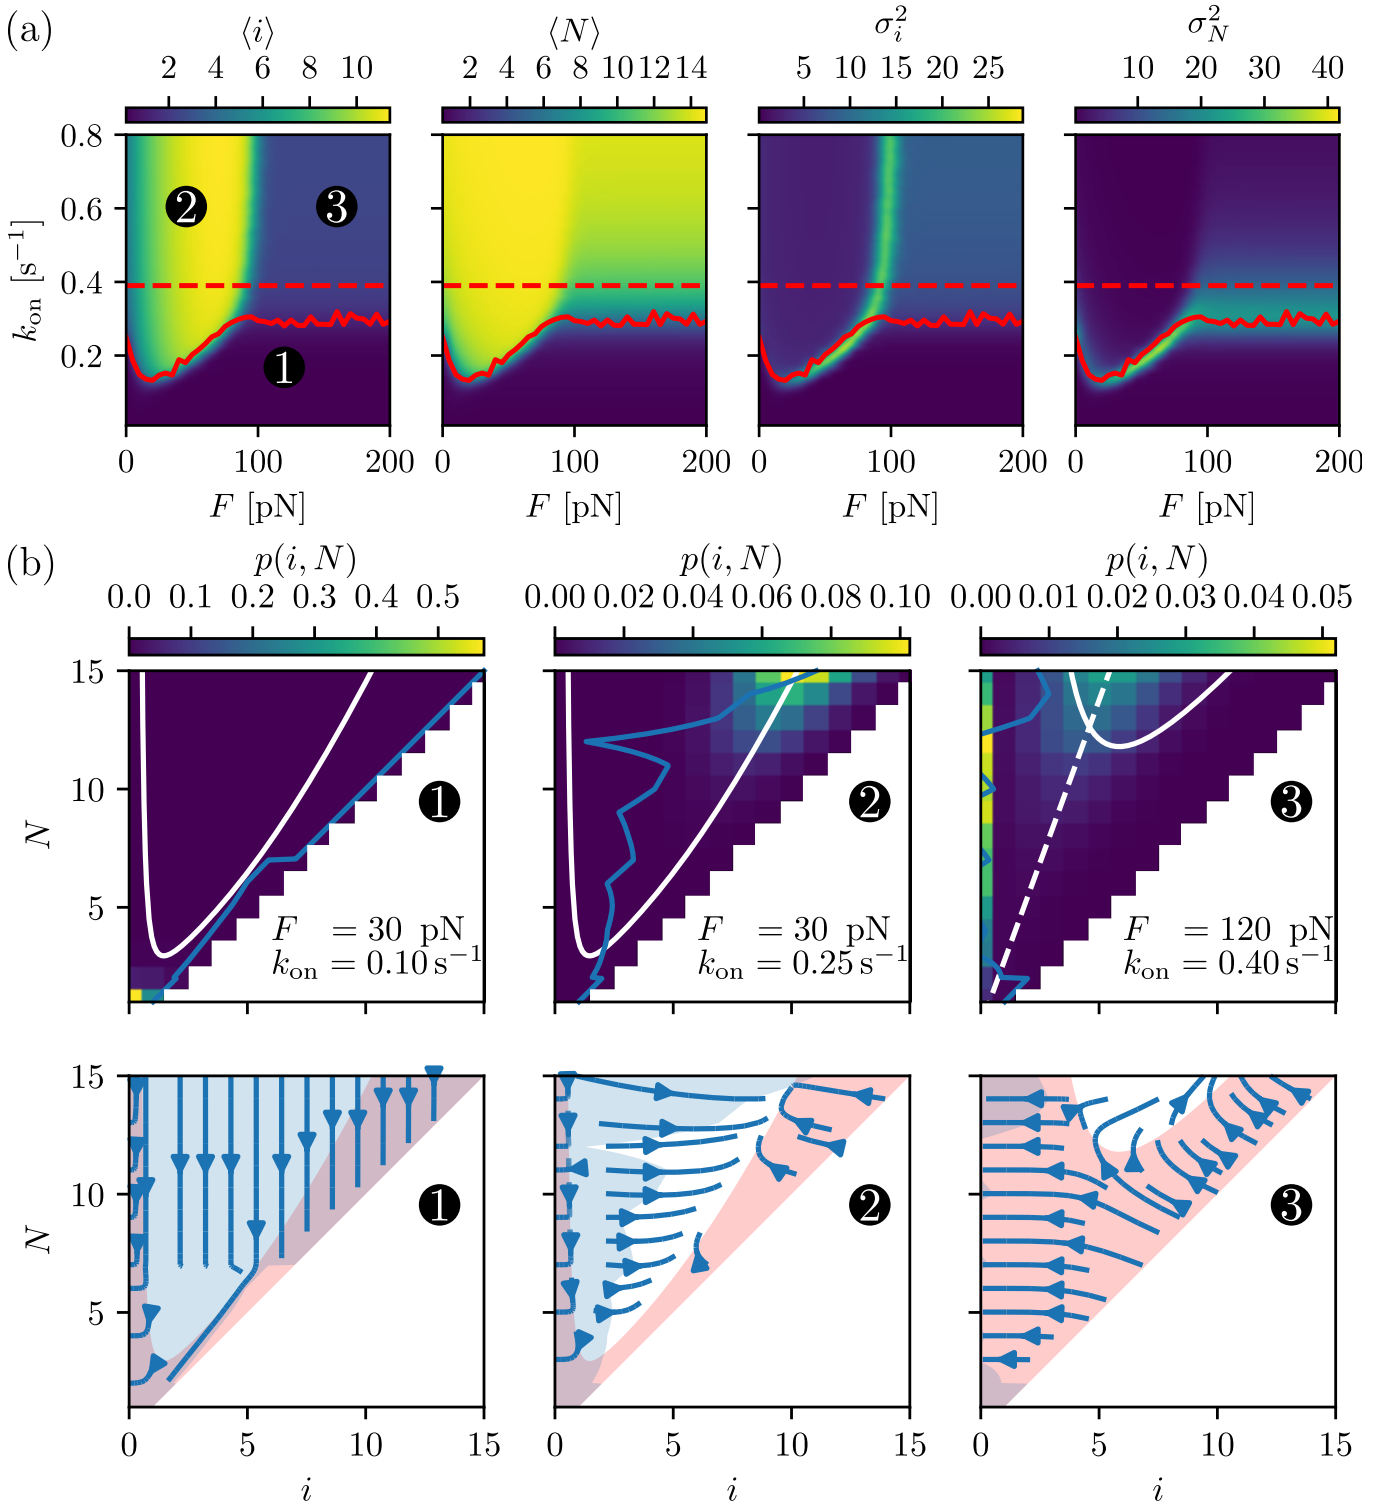 (a) ⟨i⟩ ⟨N⟩ σ²ᵢ σ²_N
2 4 6 8 10 2 4 6 8 10 12 14 5 10 15 20 25 10 20 30 40
0.8
0.6
0.4
0.2
k_on [s⁻¹]
2 3
1
0 100 200 0 100 200 0 100 200 0 100 200
F [pN] F [pN] F [pN] F [pN]
(b) p(i, N) p(i, N) p(i, N)
0.0 0.1 0.2 0.3 0.4 0.5 0.00 0.02 0.04 0.06 0.08 0.10 0.00 0.01 0.02 0.03 0.04 0.05
15
10
5
N
1 2 3
F = 30 pN
k_on = 0.10 s⁻¹
F = 30 pN
k_on = 0.25 s⁻¹
F = 120 pN
k_on = 0.40 s⁻¹
15
10
5
N
1 2 3
0 5 10 15 0 5 10 15 0 5 10 15
i i i